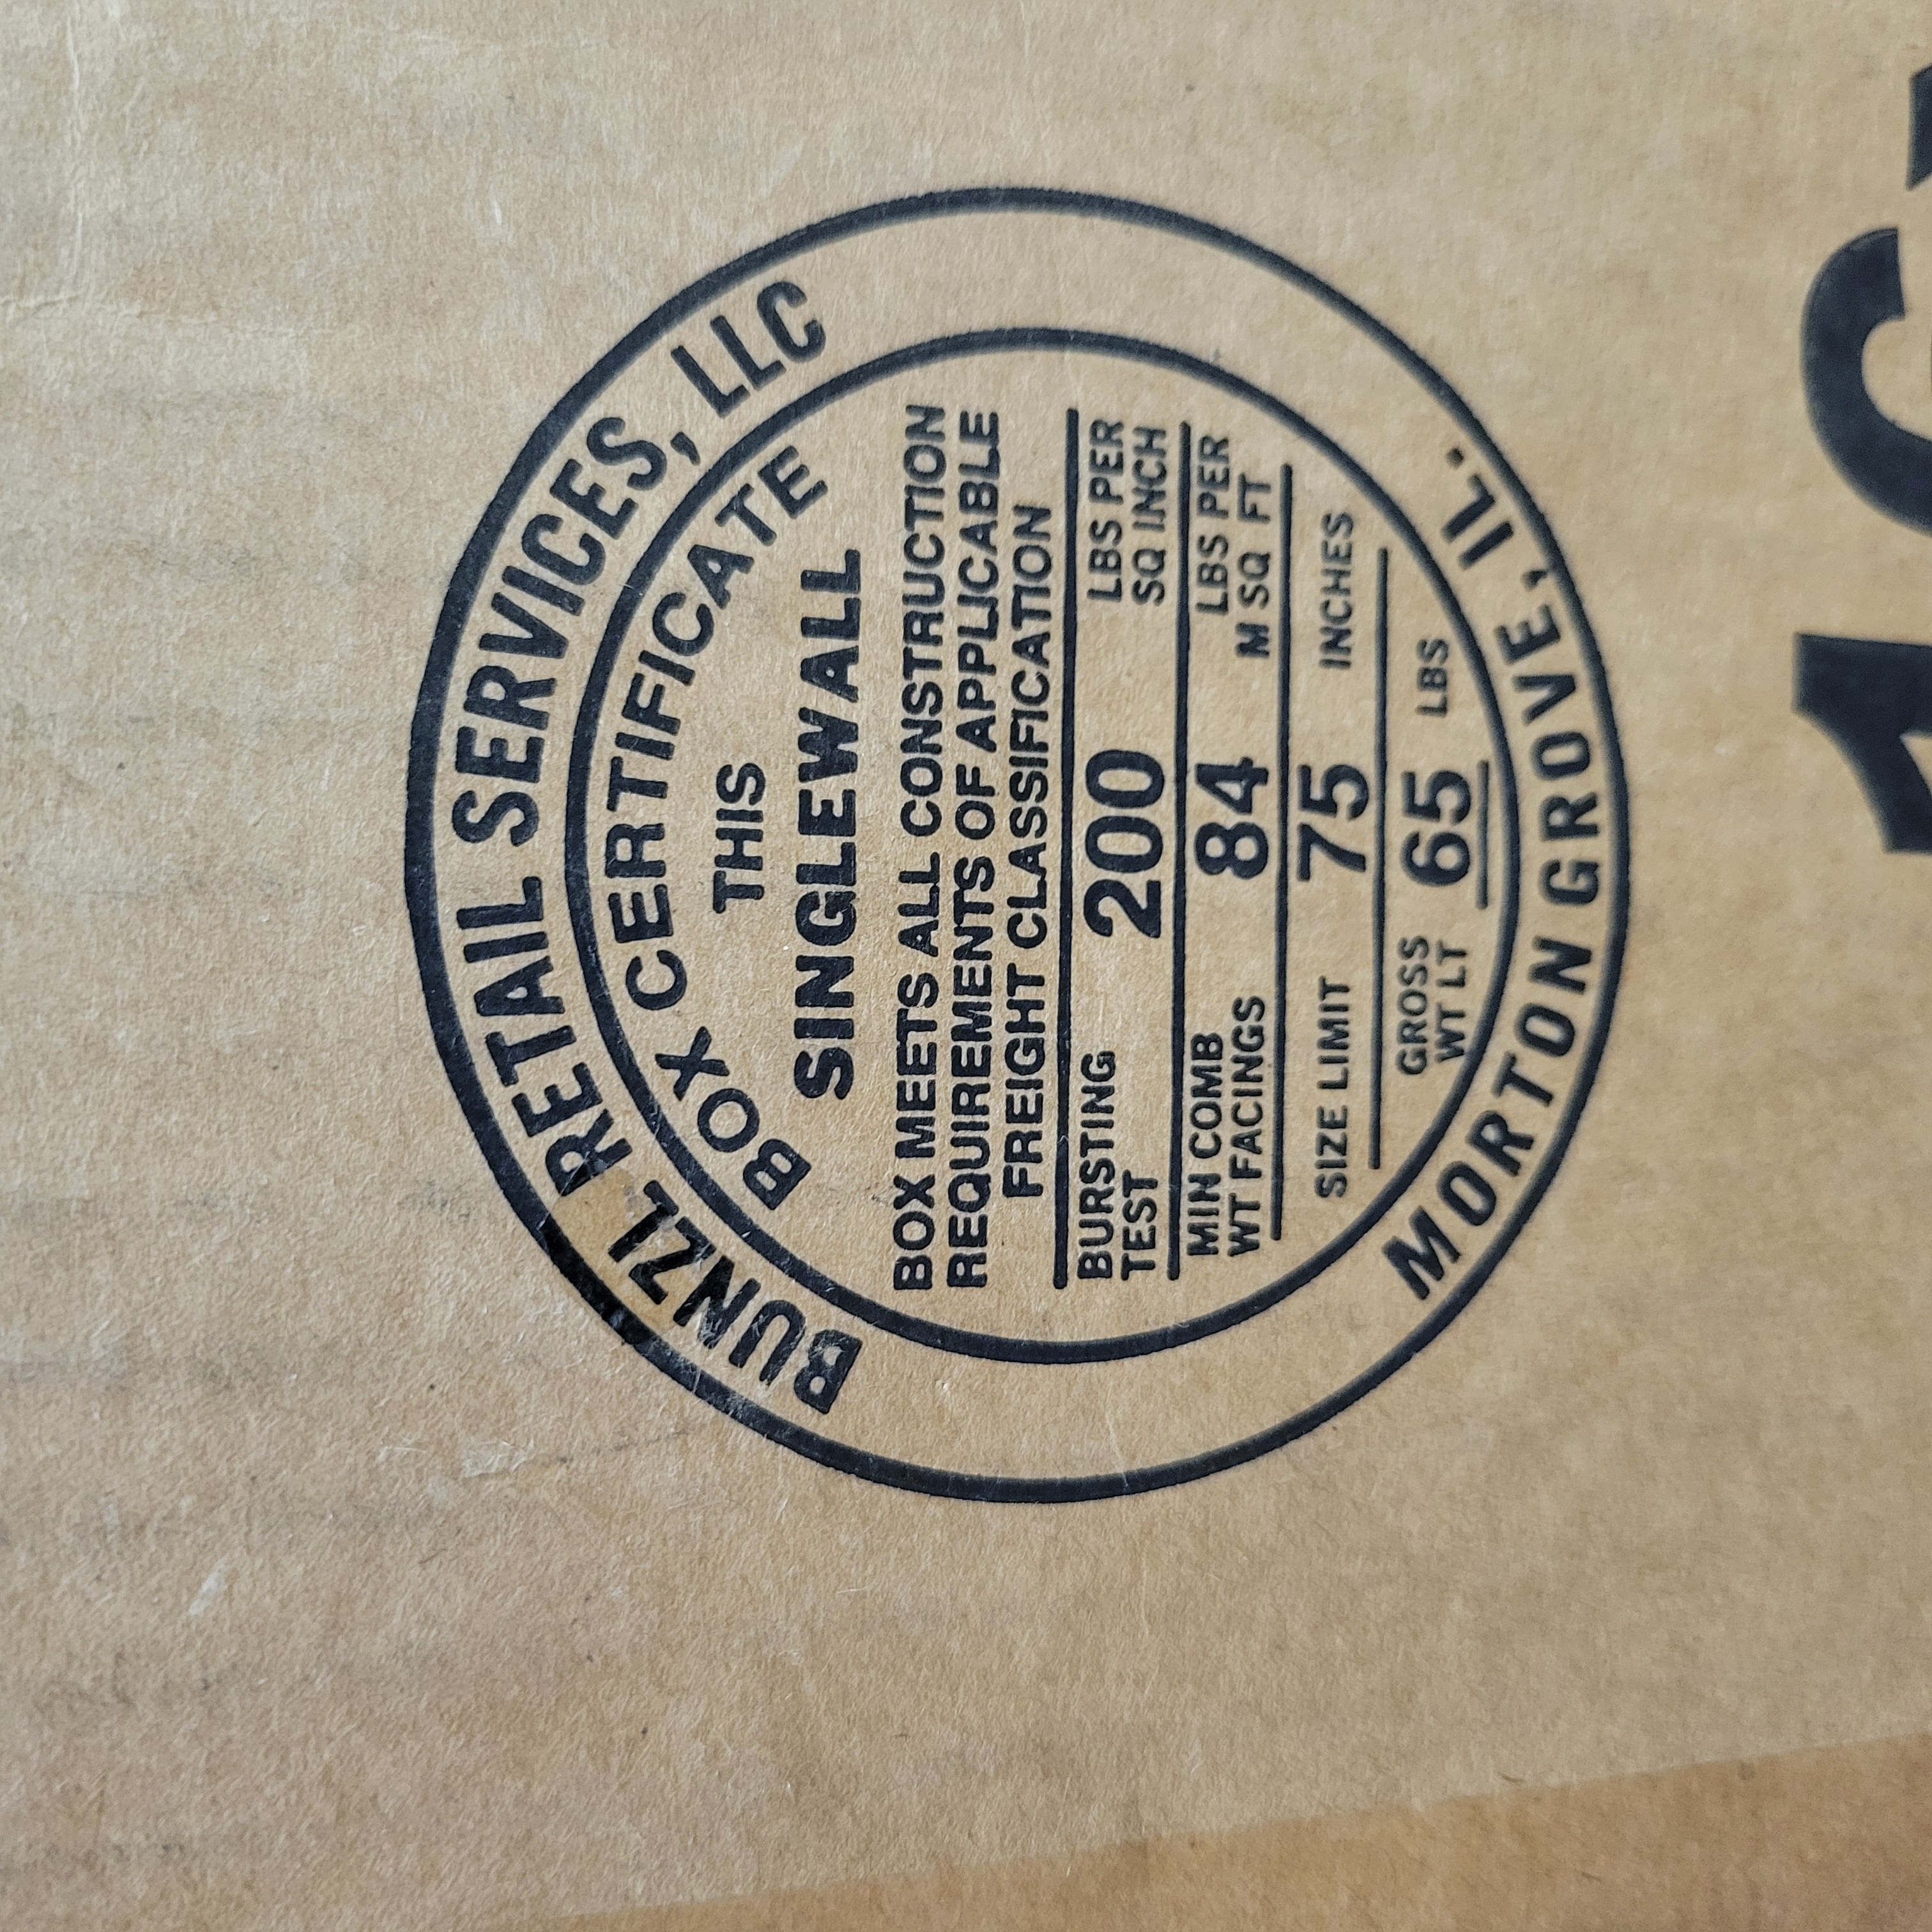 BUNZL RETAIL SERVICES, LLC
BOX CERTIFICATE
THIS
SINGLEWALL
BOX MEETS ALL CONSTRUCTION
REQUIREMENTS OF APPLICABLE
FREIGHT CLASSIFICATION
BURSTING TEST 200 LBS PER SQ INCH
MIN COMB WT FACINGS 84 LBS PER M SQ FT
SIZE LIMIT 75 INCHES
GROSS WT LT 65 LBS
MORTON GROVE, IL.